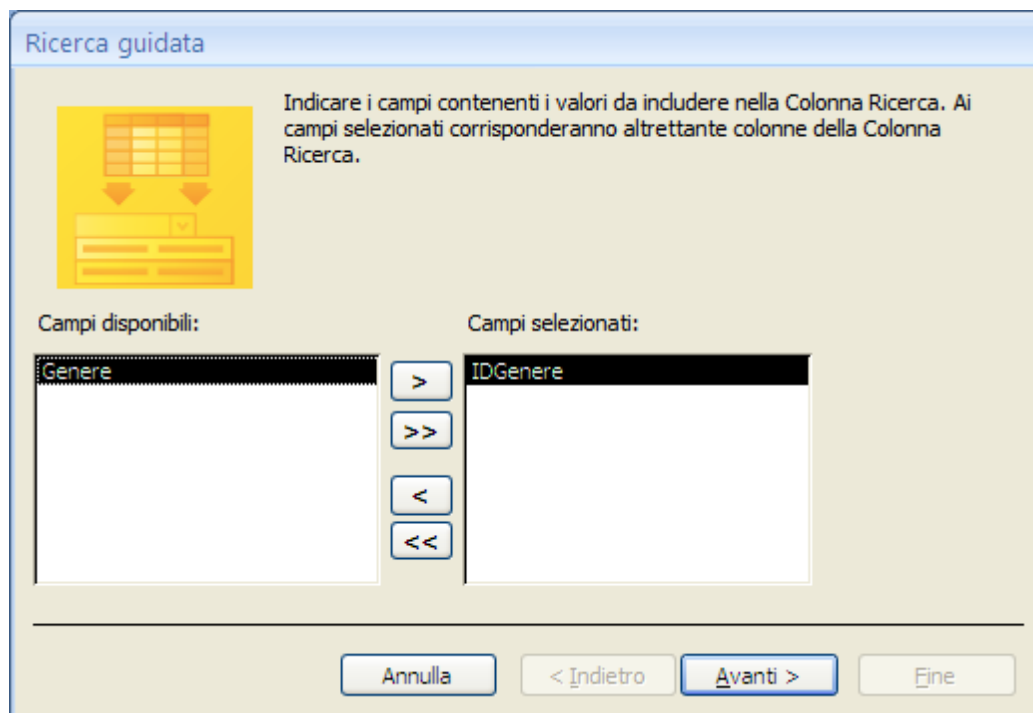 Ricerca guidata
Indicare i campi contenenti i valori da includere nella Colonna Ricerca. Ai
campi selezionati corrisponderanno altrettante colonne della Colonna
Ricerca.
Campi disponibili:
Campi selezionati:
Genere
>
IDGenere
>>
<
<<
Annulla
< Indietro
Avanti >
Fine